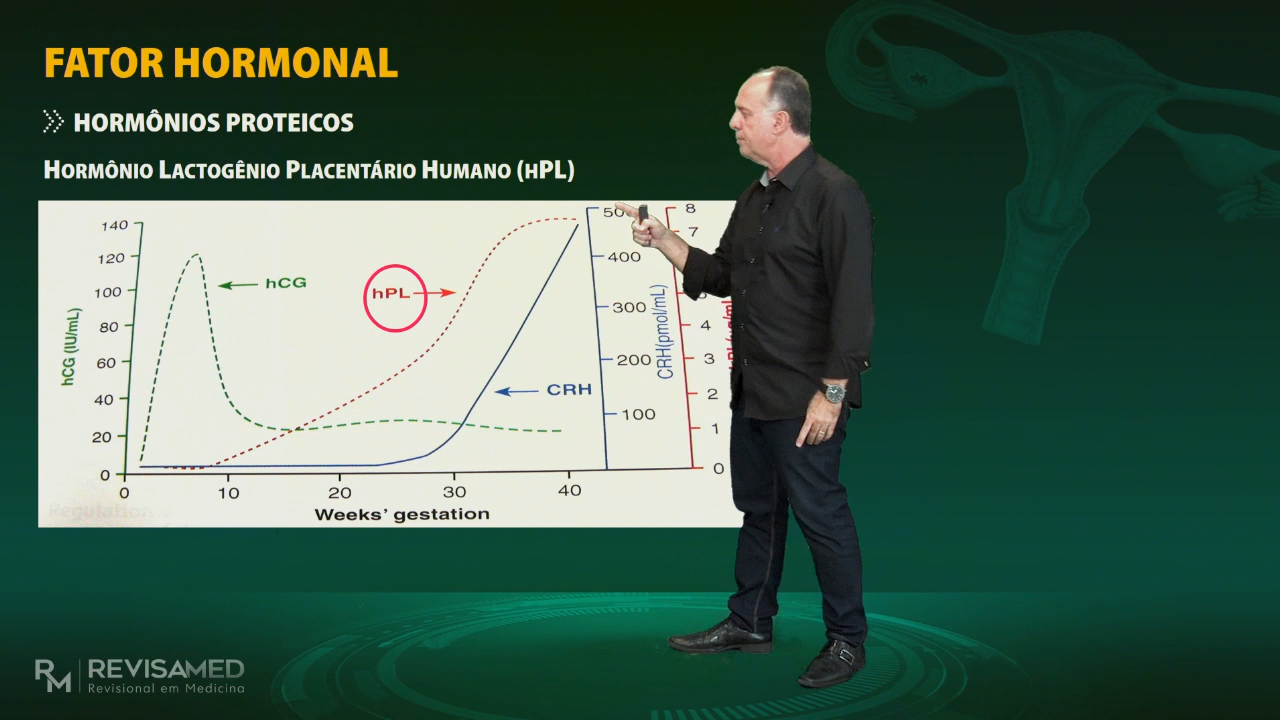 FATOR HORMONAL
HORMÔNIOS PROTEICOS
HORMÔNIO LACTOGÊNIO PLACENTÁRIO HUMANO (HPL)
140
120
100
80
60
40
20
0
hCG (IU/mL)
hCG
hPL
CRH
400
300
200
100
CRH(pmol/mL)
8
7
4
3
2
1
0
0 10 20 30 40
Weeks' gestation
RM REVISAMED
Revisional em Medicina